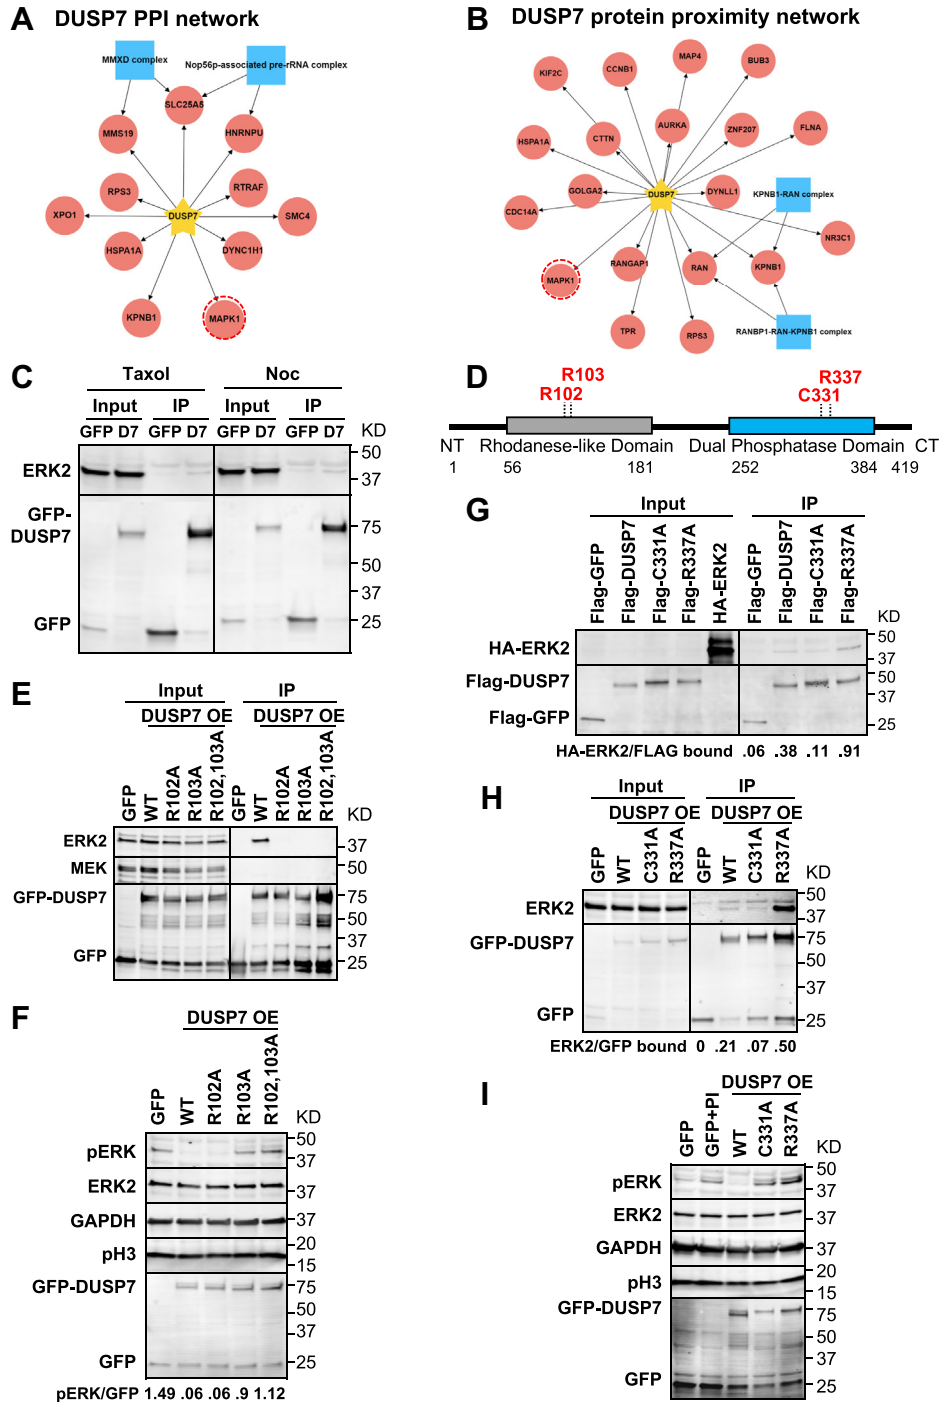 A DUSP7 PPI network
MMXD complex
Nop56p-associated pre-rRNA complex
SLC25A5
MMS19
HNRNPU
RPS3
RTRAF
XPO1
DUSP7
SMC4
HSPA1A
DYNC1H1
KPNB1
MAPK1
B DUSP7 protein proximity network
KIF2C
CCNB1
MAP4
BUB3
HSPA1A
CTTN
AURKA
ZNF207
FLNA
GOLGA2
DUSP7
DYNLL1
KPNB1-RAN complex
CDC14A
NR3C1
MAPK1
RANGAP1
RAN
KPNB1
TPR
RPS3
RANBP1-RAN-KPNB1 complex
C
Taxol Noc
Input IP Input IP
GFP D7 GFP D7 GFP D7 GFP D7 KD
ERK2
50
37
GFP-DUSP7
75
50
37
GFP
25
D
R103
R102
R337
C331
NT Rhodanese-like Domain Dual Phosphatase Domain CT
1 56 181 252 384 419
E
Input IP
DUSP7 OE DUSP7 OE
GFP WT R102A R103A R102,103A GFP WT R102A R103A R102,103A KD
ERK2
37
MEK
50
GFP-DUSP7
75
50
37
GFP
25
F
DUSP7 OE
GFP WT R102A R103A R102,103A KD
pERK
50
37
ERK2
37
GAPDH
37
pH3
20
15
GFP-DUSP7
75
50
37
GFP
25
pERK/GFP 1.49 .06 .06 .9 1.12
G
Input IP
Flag-GFP Flag-DUSP7 Flag-C331A Flag-R337A HA-ERK2 Flag-GFP Flag-DUSP7 Flag-C331A Flag-R337A KD
HA-ERK2
50
37
Flag-DUSP7
50
37
Flag-GFP
25
HA-ERK2/FLAG bound .06 .38 .11 .91
H
Input IP
DUSP7 OE DUSP7 OE
GFP WT C331A R337A GFP WT C331A R337A KD
ERK2
50
37
GFP-DUSP7
75
50
37
GFP
25
ERK2/GFP bound 0 .21 .07 .50
I
DUSP7 OE
GFP GFP+PI WT C331A R337A KD
pERK
50
37
ERK2
37
GAPDH
37
pH3
20
15
GFP-DUSP7
75
50
37
GFP
25